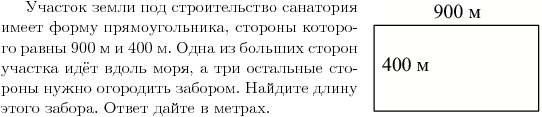 Участок земли под строительство санатория
имеет форму прямоугольника, стороны которо-
го равны 900 м и 400 м. Одна из больших сторон
участка идёт вдоль моря, а три остальные сто-
роны нужно огородить забором. Найдите длину
этого забора. Ответ дайте в метрах.
900 м
400 м